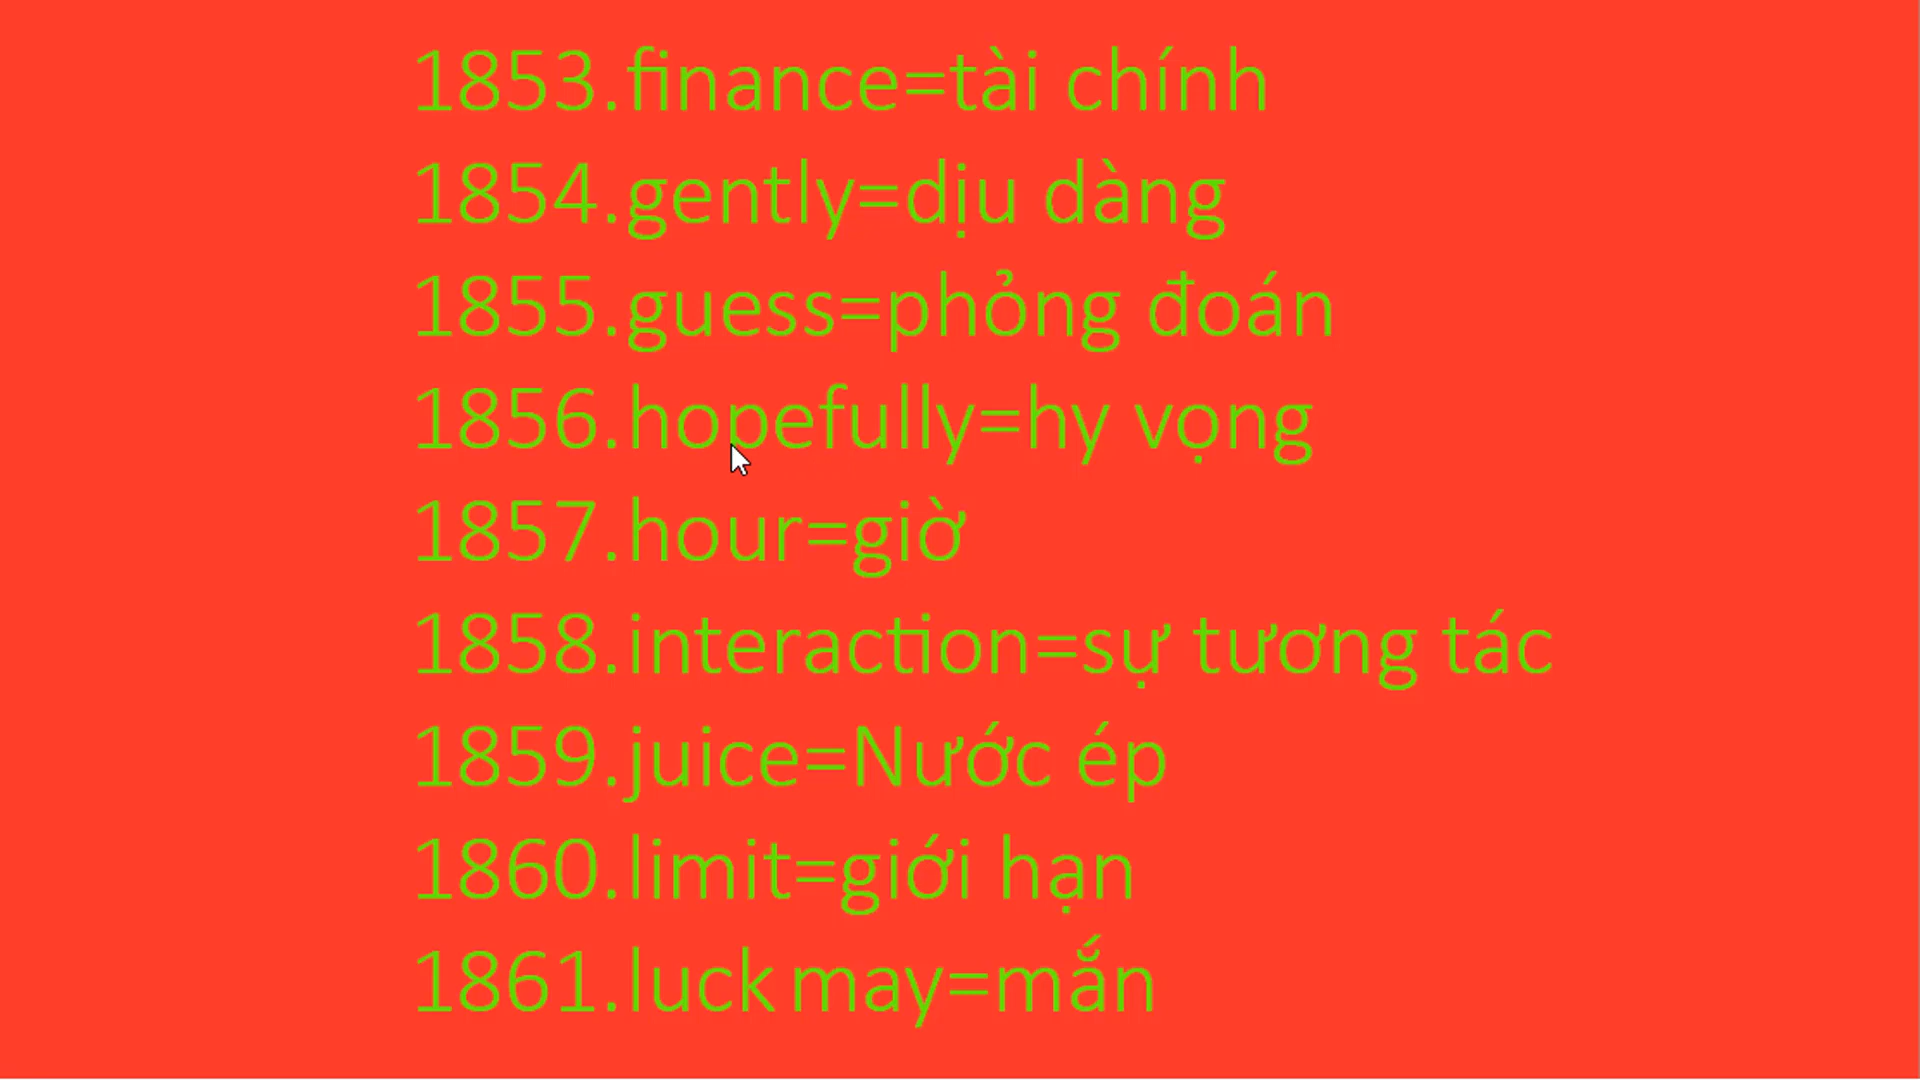 1853.finance=tài chính
1854.gently=dịu dàng
1855.guess=phỏng đoán
1856.hopefully=hy vọng
1857.hour=giờ
1858.interaction=sự tương tác
1859.juice=Nước ép
1860.limit=giới hạn
1861.luck may=mắn